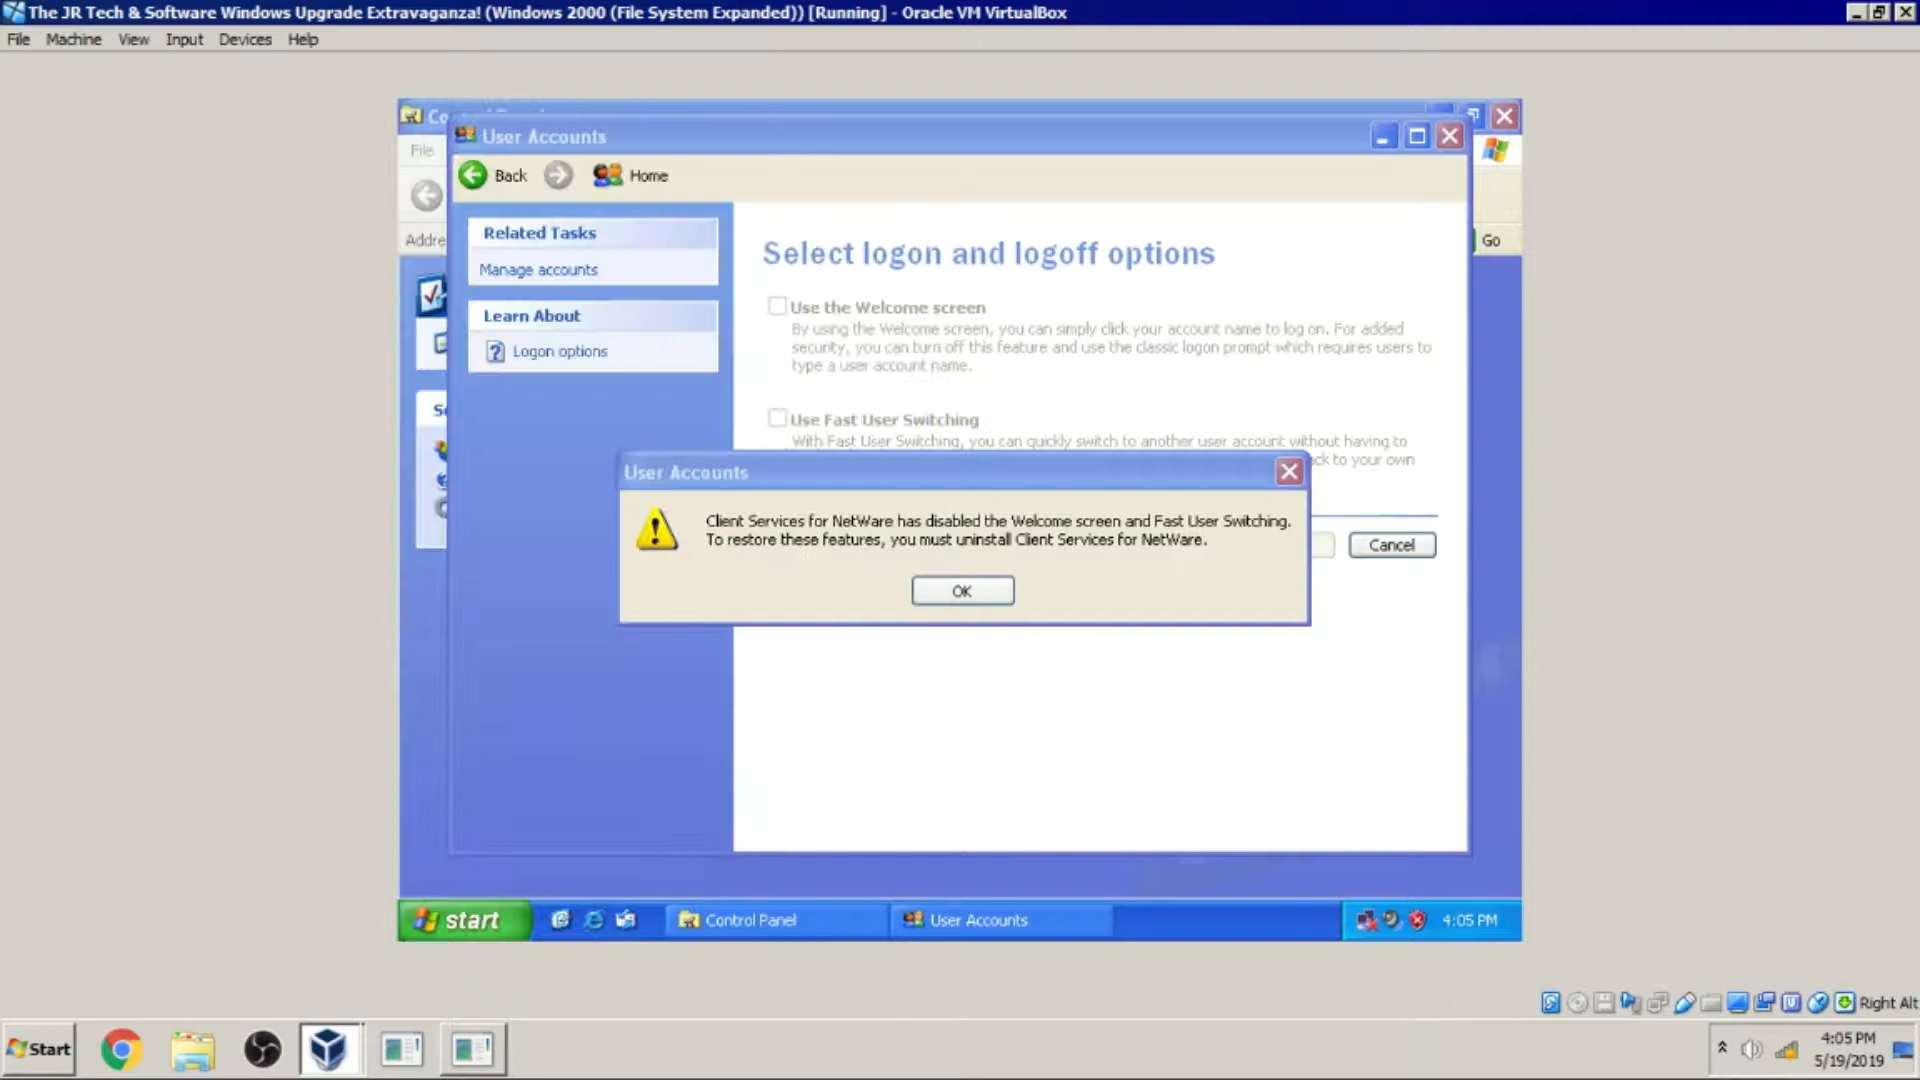 The JR Tech & Software Windows Upgrade Extravaganza! (Windows 2000 (File System Expanded)) [Running] - Oracle VM VirtualBox
File Machine View Input Devices Help
User Accounts
File
Back Home
Addre
Go
Related Tasks
Manage accounts
Learn About
Logon options
Select logon and logoff options
Use the Welcome screen
By using the Welcome screen, you can simply click your account name to log on. For added
security, you can turn off this feature and use the classic logon prompt which requires users to
type a user account name.
Use Fast User Switching
With Fast User Switching, you can quickly switch to another user account without having to
ck to your own
Cancel
User Accounts
Client Services for NetWare has disabled the Welcome screen and Fast User Switching.
To restore these features, you must uninstall Client Services for NetWare.
OK
start Control Panel User Accounts 4:05 PM
Right Alt
Start
4:05 PM
5/19/2019